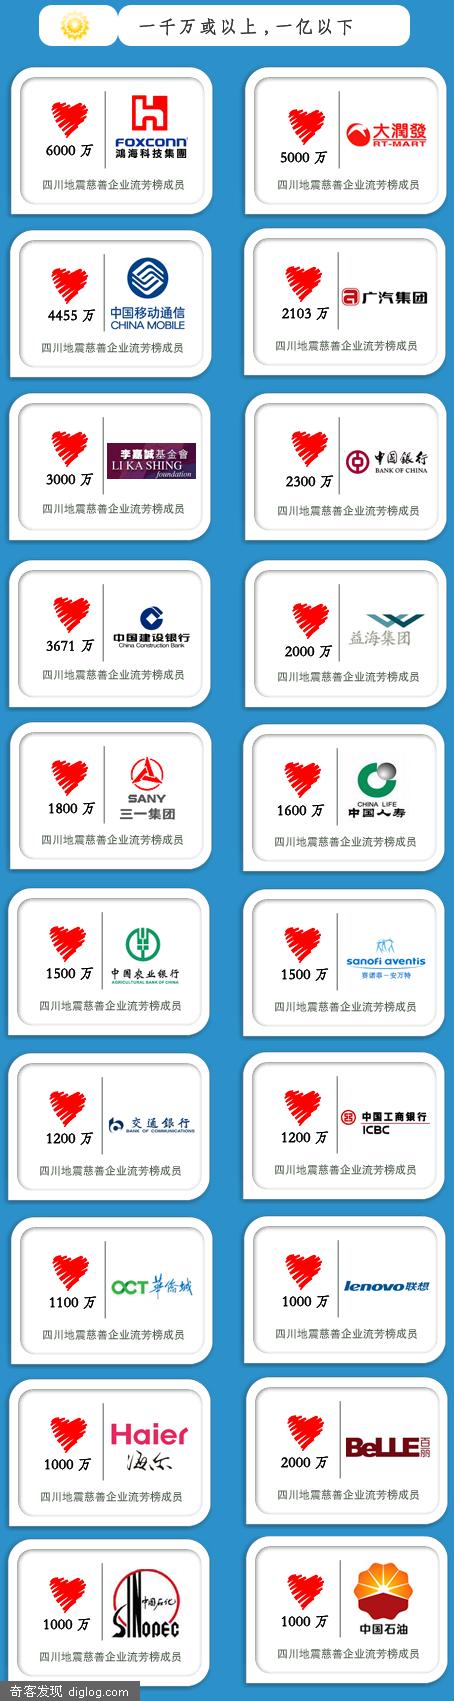 一千万或以上，一亿以下
6000 万
FOXCONN
鴻海科技集團
四川地震慈善企业流芳榜成员
5000 万
大潤發
RT-MART
四川地震慈善企业流芳榜成员
4455 万
中国移动通信
CHINA MOBILE
四川地震慈善企业流芳榜成员
2103 万
广汽集团
四川地震慈善企业流芳榜成员
3000 万
李嘉誠基金會
LI KA SHING
foundation
四川地震慈善企业流芳榜成员
2300 万
中国银行
BANK OF CHINA
四川地震慈善企业流芳榜成员
3671 万
中国建设银行
China Construction Bank
四川地震慈善企业流芳榜成员
2000 万
益海集团
四川地震慈善企业流芳榜成员
1800 万
SANY
三一集团
四川地震慈善企业流芳榜成员
1600 万
CHINA LIFE
中国人寿
四川地震慈善企业流芳榜成员
1500 万
中国农业银行
AGRICULTURAL BANK OF CHINA
四川地震慈善企业流芳榜成员
1500 万
sanofi aventis
赛诺菲－安万特
四川地震慈善企业流芳榜成员
1200 万
交通银行
BANK OF COMMUNICATIONS
四川地震慈善企业流芳榜成员
1200 万
中国工商银行
ICBC
四川地震慈善企业流芳榜成员
1100 万
OCT 华侨城
四川地震慈善企业流芳榜成员
1000 万
lenovo 联想
四川地震慈善企业流芳榜成员
1000 万
Haier
海尔
四川地震慈善企业流芳榜成员
2000 万
BeLLE 百丽
四川地震慈善企业流芳榜成员
1000 万
中国石化
SINOPEC
四川地震慈善企业流芳榜成员
1000 万
中国石油
四川地震慈善企业流芳榜成员
奇客发现 diglog.com